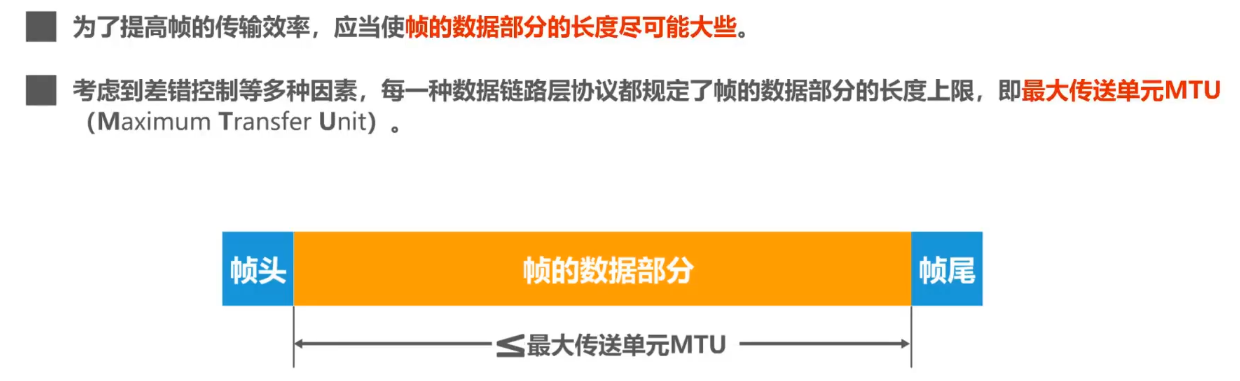 为了提高帧的传输效率，应当使帧的数据部分的长度尽可能大些。
考虑到差错控制等多种因素，每一种数据链路层协议都规定了帧的数据部分的长度上限，即最大传送单元MTU
（Maximum Transfer Unit）。
帧头 帧的数据部分 帧尾
≤最大传送单元MTU